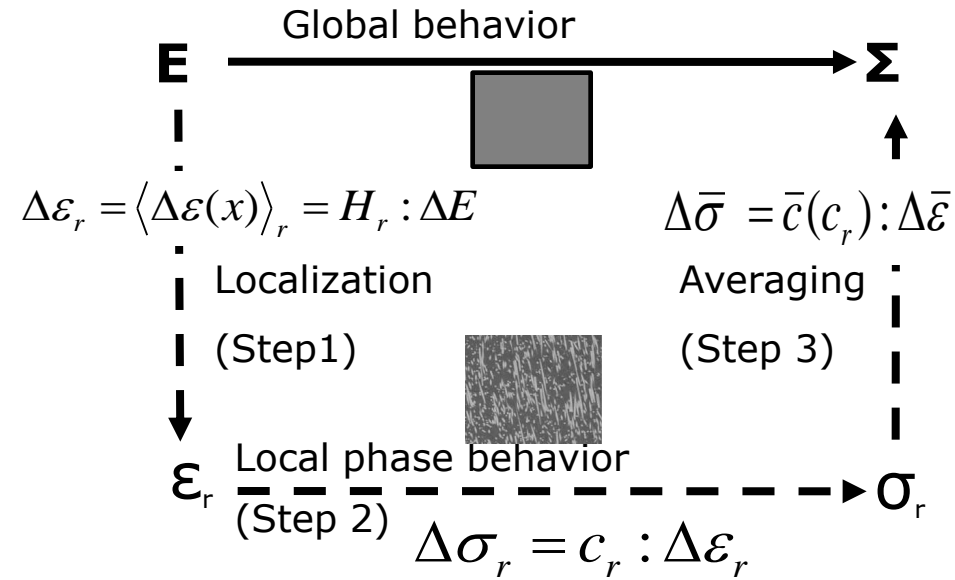 Global behavior
E Σ
Δε_r = ⟨Δε(x)⟩_r = H_r : ΔE
Δσ̅ = c̅(c_r) : Δε̅
Localization
(Step1)
Averaging
(Step 3)
Local phase behavior
ε_r σ_r
(Step 2)
Δσ_r = c_r : Δε_r